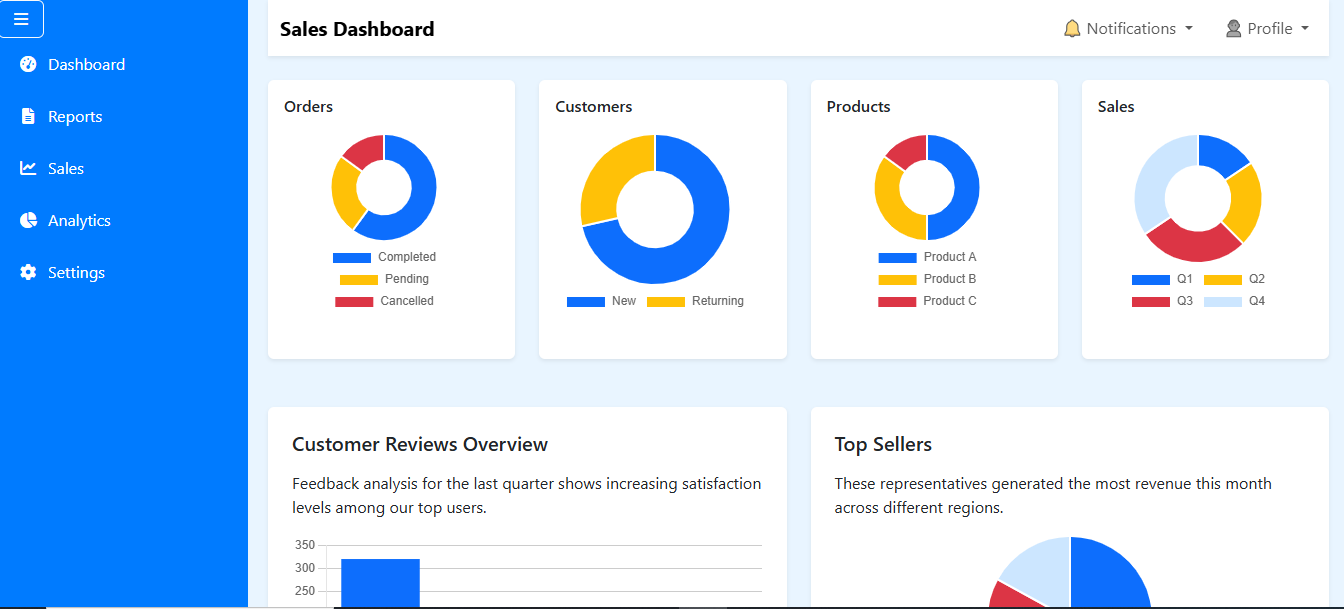 Sales Dashboard
Notifications
Profile
Dashboard
Reports
Sales
Analytics
Settings
Orders
Completed
Pending
Cancelled
Customers
New Returning
Products
Product A
Product B
Product C
Sales
Q1 Q2
Q3 Q4
Customer Reviews Overview
Feedback analysis for the last quarter shows increasing satisfaction
levels among our top users.
350
300
250
Top Sellers
These representatives generated the most revenue this month
across different regions.